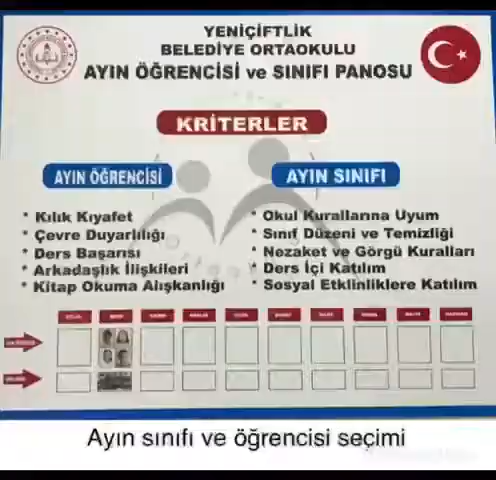 YENİÇİFTLİK
BELEDİYE ORTAOKULU
AYIN ÖĞRENCİSİ ve SINIFI PANOSU
KRİTERLER
AYIN ÖĞRENCİSİ
* Kılık Kıyafet
* Çevre Duyarlılığı
* Ders Başarısı
* Arkadaşlık İlişkileri
* Kitap Okuma Alışkanlığı
AYIN SINIFI
* Okul Kurallarına Uyum
* Sınıf Düzeni ve Temizliği
* Nezaket ve Görgü Kuralları
* Ders İçi Katılım
* Sosyal Etklinliklere Katılım
Ayın sınıfı ve öğrencisi seçimi